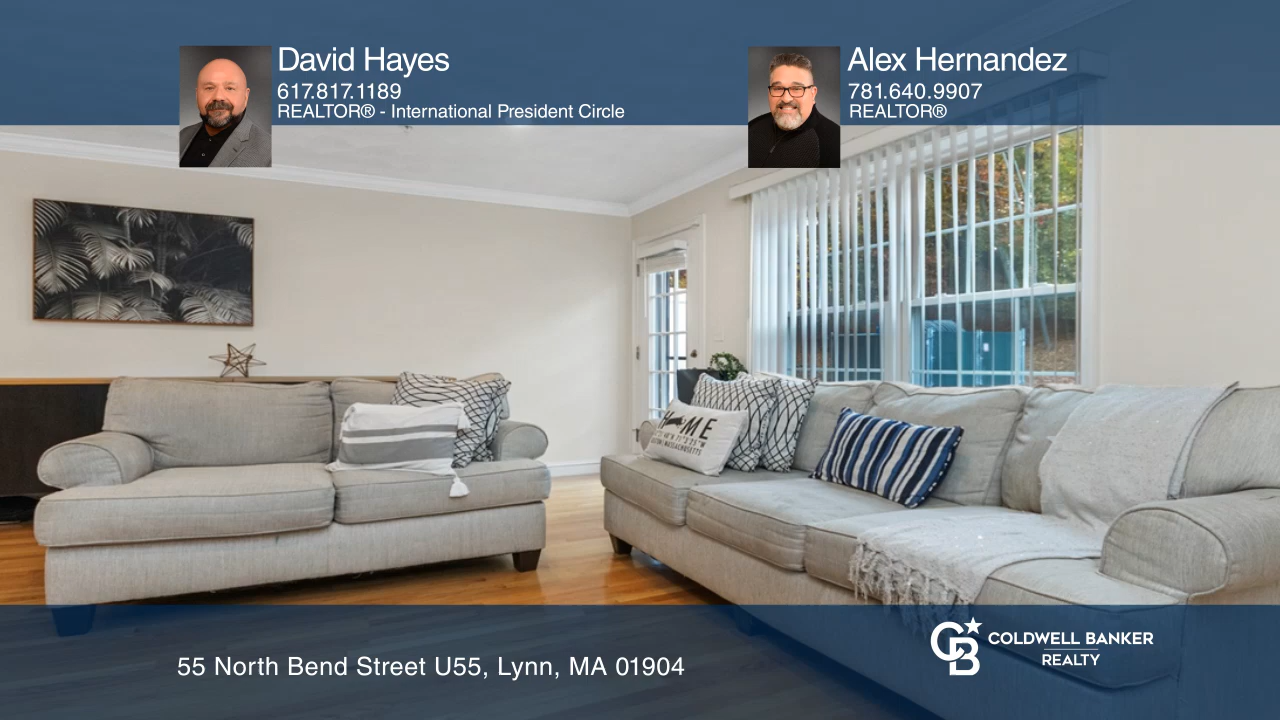 David Hayes
617.817.1189
REALTOR® - International President Circle
Alex Hernandez
781.640.9907
REALTOR®
HOME
55 North Bend Street U55, Lynn, MA 01904
COLDWELL BANKER
REALTY